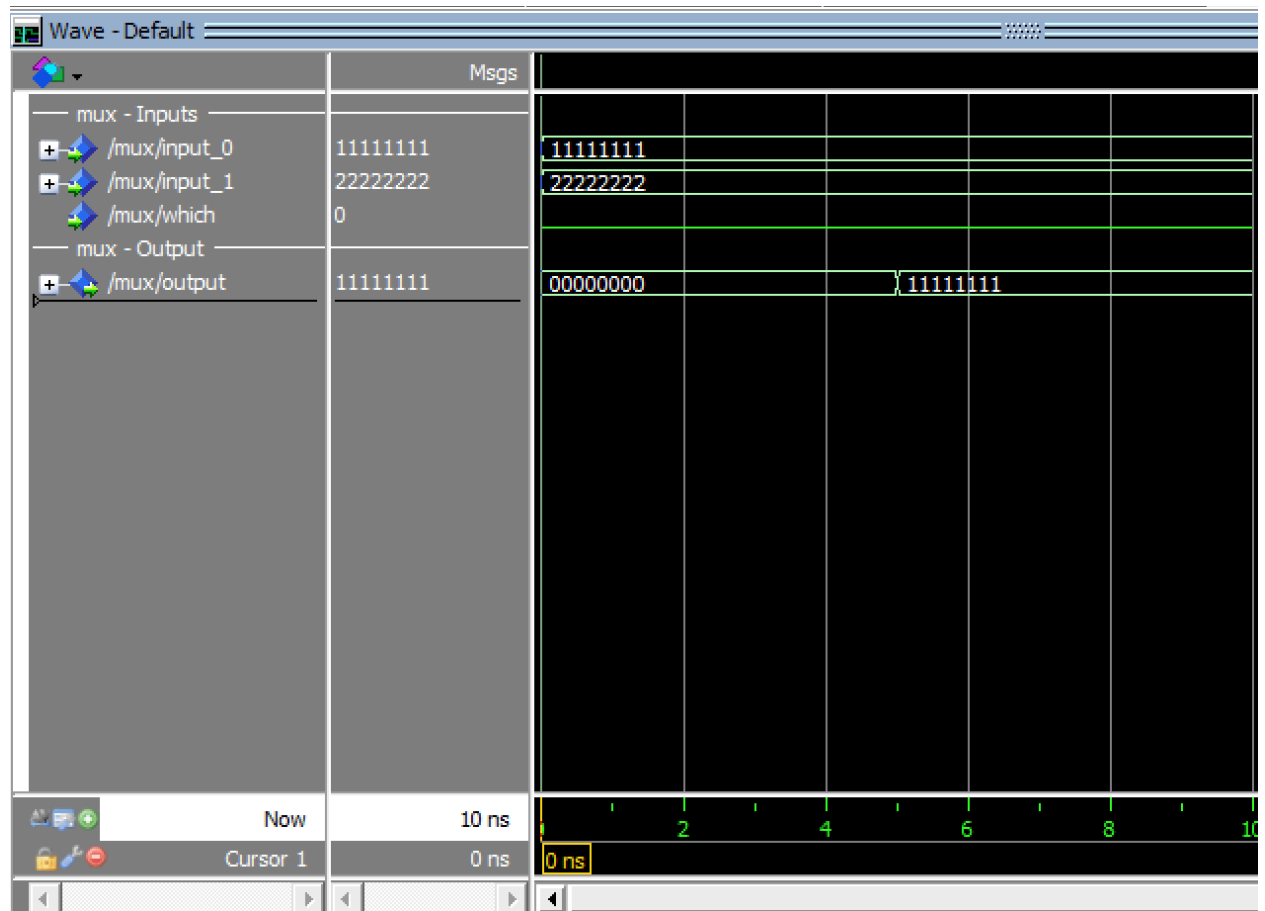 Wave - Default
Msgs
mux - Inputs
/mux/input_0 11111111 11111111
/mux/input_1 22222222 22222222
/mux/which 0
mux - Output
/mux/output 11111111 00000000 11111111
Now 10 ns 2 4 6 8 10
Cursor 1 0 ns 0 ns